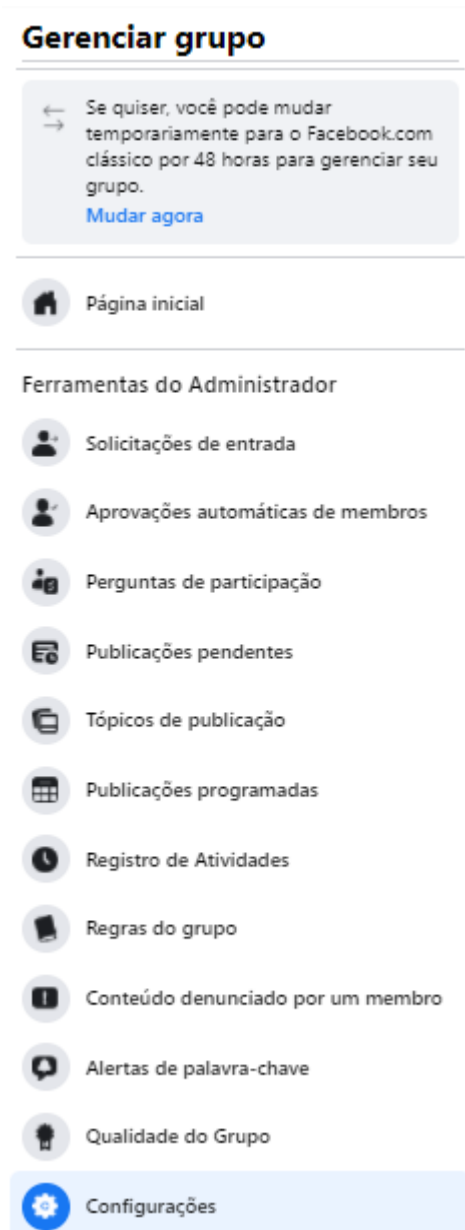 Gerenciar grupo
Se quiser, você pode mudar
temporariamente para o Facebook.com
clássico por 48 horas para gerenciar seu
grupo.
Mudar agora
Página inicial
Ferramentas do Administrador
Solicitações de entrada
Aprovações automáticas de membros
Perguntas de participação
Publicações pendentes
Tópicos de publicação
Publicações programadas
Registro de Atividades
Regras do grupo
Conteúdo denunciado por um membro
Alertas de palavra-chave
Qualidade do Grupo
Configurações